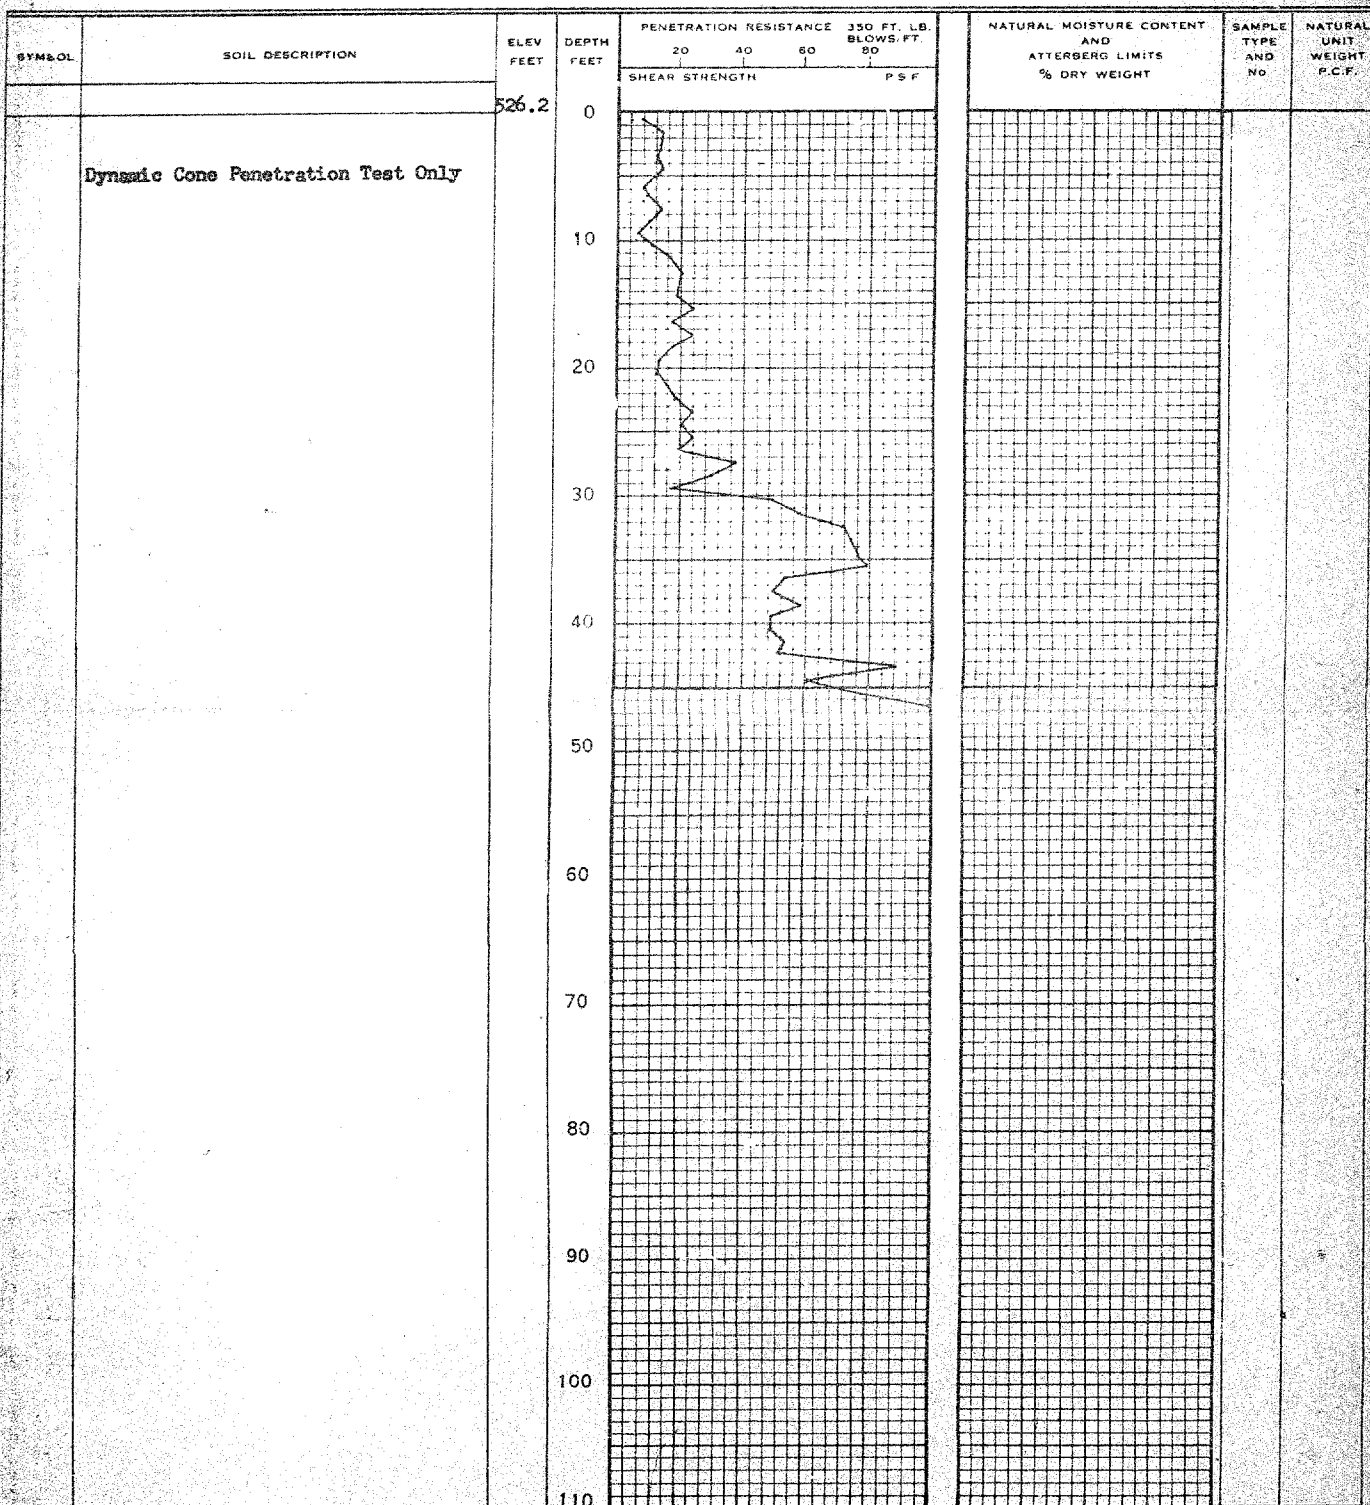 SYMBOL
SOIL DESCRIPTION
ELEV
FEET
DEPTH
FEET
PENETRATION RESISTANCE 350 FT. LB.
BLOWS/FT.
20 40 60 80
SHEAR STRENGTH P S F
NATURAL MOISTURE CONTENT
AND
ATTERBERG LIMITS
% DRY WEIGHT
SAMPLE
TYPE
AND
NO
NATURAL
UNIT
WEIGHT
P.C.F.
526.2
0
Dynamic Cone Penetration Test Only
10
20
30
40
50
60
70
80
90
100
110